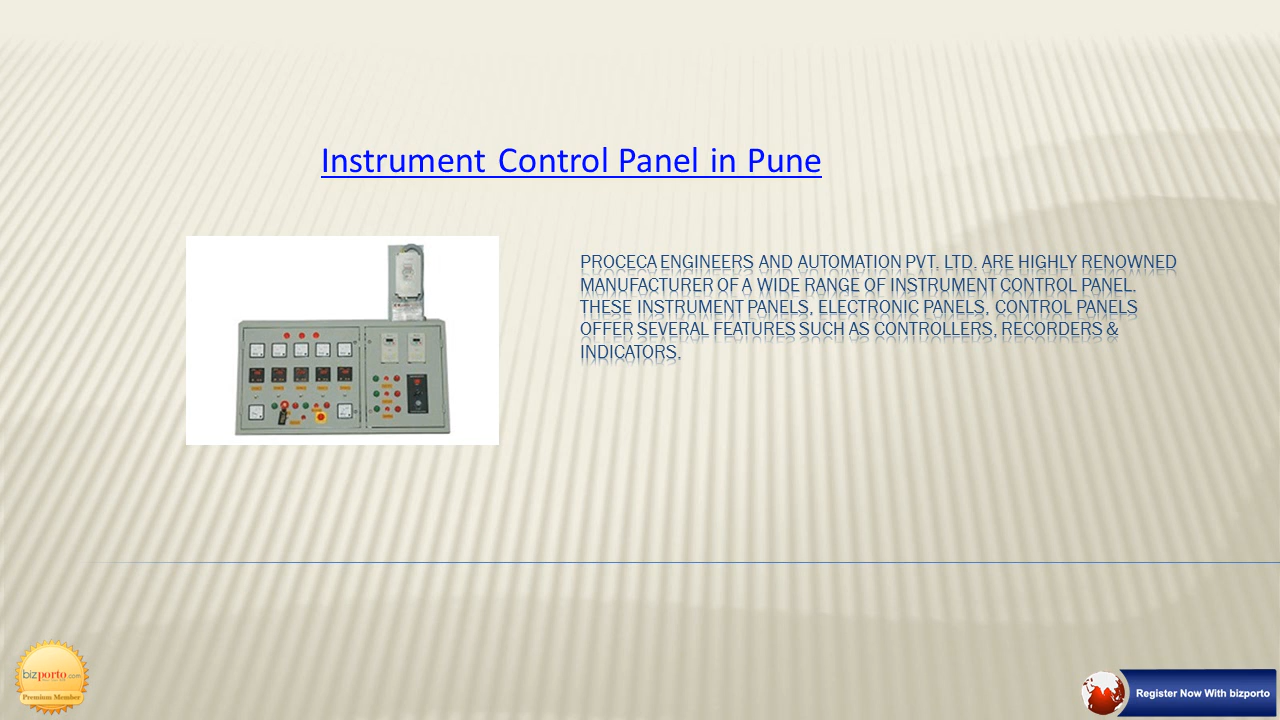 Instrument Control Panel in Pune
PROCECA ENGINEERS AND AUTOMATION PVT. LTD. ARE HIGHLY RENOWNED
MANUFACTURER OF A WIDE RANGE OF INSTRUMENT CONTROL PANEL.
THESE INSTRUMENT PANELS, ELECTRONIC PANELS, CONTROL PANELS
OFFER SEVERAL FEATURES SUCH AS CONTROLLERS, RECORDERS &
INDICATORS.
bizporto.com
Premium Member
Register Now With bizporto